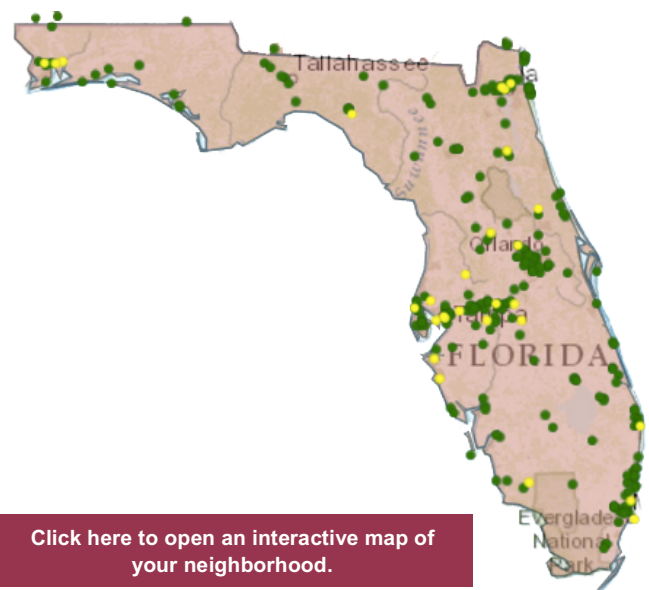 Tallahassee
a
Suwannee
Orlando
Tampa
FLORIDA
Everglades
National
Park
Click here to open an interactive map of
your neighborhood.